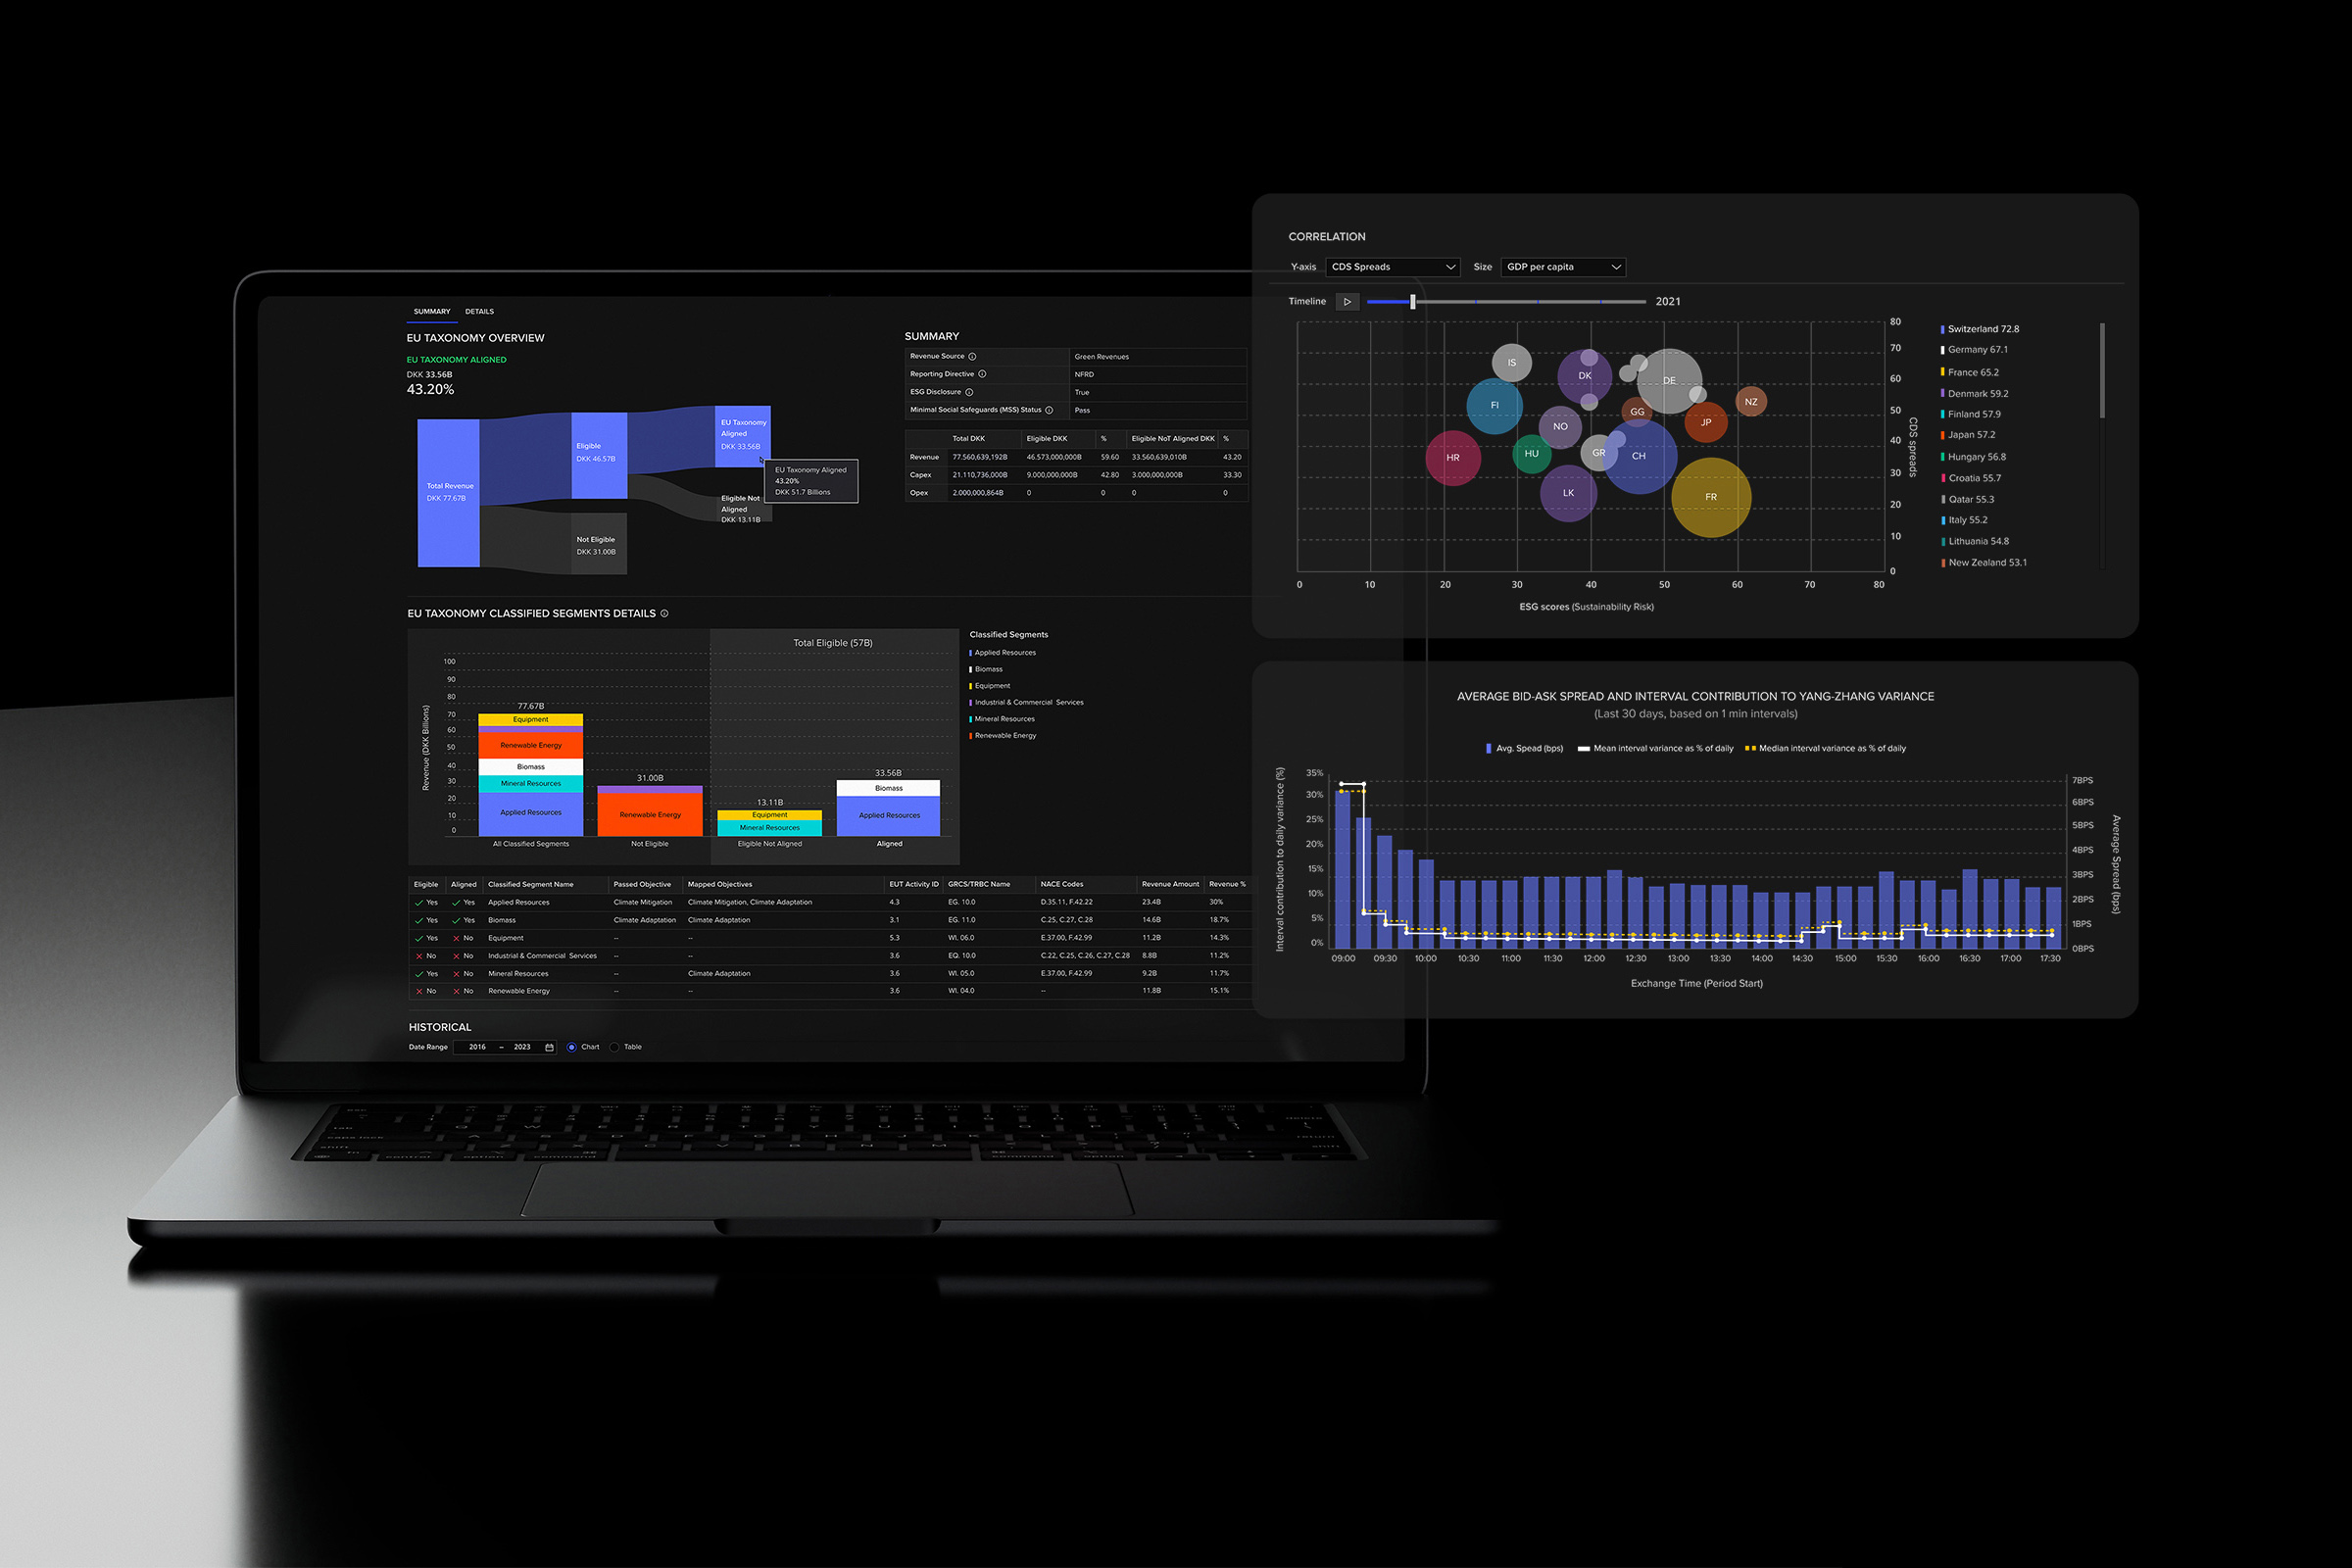 SUMMARY DETAILS
EU TAXONOMY OVERVIEW
EU TAXONOMY ALIGNED
DKK 33.56B
43.20%
Total Revenue
DKK 77.67B
Eligible
DKK 46.57B
Not Eligible
DKK 31.00B
EU Taxonomy
Aligned
DKK 33.56B
Eligible Not
Aligned
DKK 13.11B
EU Taxonomy Aligned
43.20%
DKK 51.7 Billions
SUMMARY
Revenue Source Green Revenues
Reporting Directive NFRD
ESG Disclosure True
Minimal Social Safeguards (MSS) Status Pass
Total DKK Eligible DKK % Eligible NoT Aligned DKK %
Revenue 77.560,639,192B 46.573,000,000B 59.60 33.560,639,010B 43.20
Capex 21.110,736,000B 9.000,000,000B 42.80 3.000,000,000B 33.30
Opex 2.000,000,864B 0 0 0 0
EU TAXONOMY CLASSIFIED SEGMENTS DETAILS
Total Eligible (57B)
Revenue (DKK Billions)
100
90
80
70
60
50
40
30
20
10
0
77.67B
Equipment
Renewable Energy
Biomass
Mineral Resources
Applied Resources
31.00B
Renewable Energy
13.11B
Equipment
Mineral Resources
33.56B
Biomass
Applied Resources
All Classified Segments Not Eligible Eligible Not Aligned Aligned
Classified Segments
Applied Resources
Biomass
Equipment
Industrial & Commercial Services
Mineral Resources
Renewable Energy
Eligible Aligned Classified Segment Name Passed Objective Mapped Objectives EUT Activity ID GRCS/TRBC Name NACE Codes Revenue Amount Revenue %
Yes Yes Applied Resources Climate Mitigation Climate Mitigation, Climate Adaptation 4.3 EG. 10.0 D.35.11, F.42.22 23.4B 30%
Yes Yes Biomass Climate Adaptation Climate Adaptation 3.1 EG. 11.0 C.25, C.27, C.28 14.6B 18.7%
Yes No Equipment -- -- 5.3 WI. 06.0 E.37.00, F.42.99 11.2B 14.3%
No No Industrial & Commercial Services -- -- 3.6 EQ. 10.0 C.22, C.25, C.26, C.27, C.28 8.8B 11.2%
Yes No Mineral Resources Climate Adaptation 3.6 WI. 05.0 E.37.00, F.42.99 9.2B 11.7%
No No Renewable Energy -- -- 3.6 WI. 04.0 -- 11.8B 15.1%
HISTORICAL
Date Range 2016 – 2023 Chart Table
CORRELATION
Y-axis CDS Spreads Size GDP per capita
Timeline 2021
IS
DK
DE
FI
GG
NZ
NO
JP
HR
HU
GR
CH
LK
FR
80
70
60
50
40
30
20
10
0
CDS spreads
0 10 20 30 40 50 60 70 80
ESG scores (Sustainability Risk)
Switzerland 72.8
Germany 67.1
France 65.2
Denmark 59.2
Finland 57.9
Japan 57.2
Hungary 56.8
Croatia 55.7
Qatar 55.3
Italy 55.2
Lithuania 54.8
New Zealand 53.1
AVERAGE BID-ASK SPREAD AND INTERVAL CONTRIBUTION TO YANG-ZHANG VARIANCE
(Last 30 days, based on 1 min intervals)
Avg. Spead (bps) Mean interval variance as % of daily Median interval variance as % of daily
Interval contribution to daily variance (%)
35%
30%
25%
20%
15%
10%
5%
0%
7BPS
6BPS
5BPS
4BPS
3BPS
2BPS
1BPS
0BPS
Average Spread (bps)
09:00 09:30 10:00 10:30 11:00 11:30 12:00 12:30 13:00 13:30 14:00 14:30 15:00 15:30 16:00 16:30 17:00 17:30
Exchange Time (Period Start)